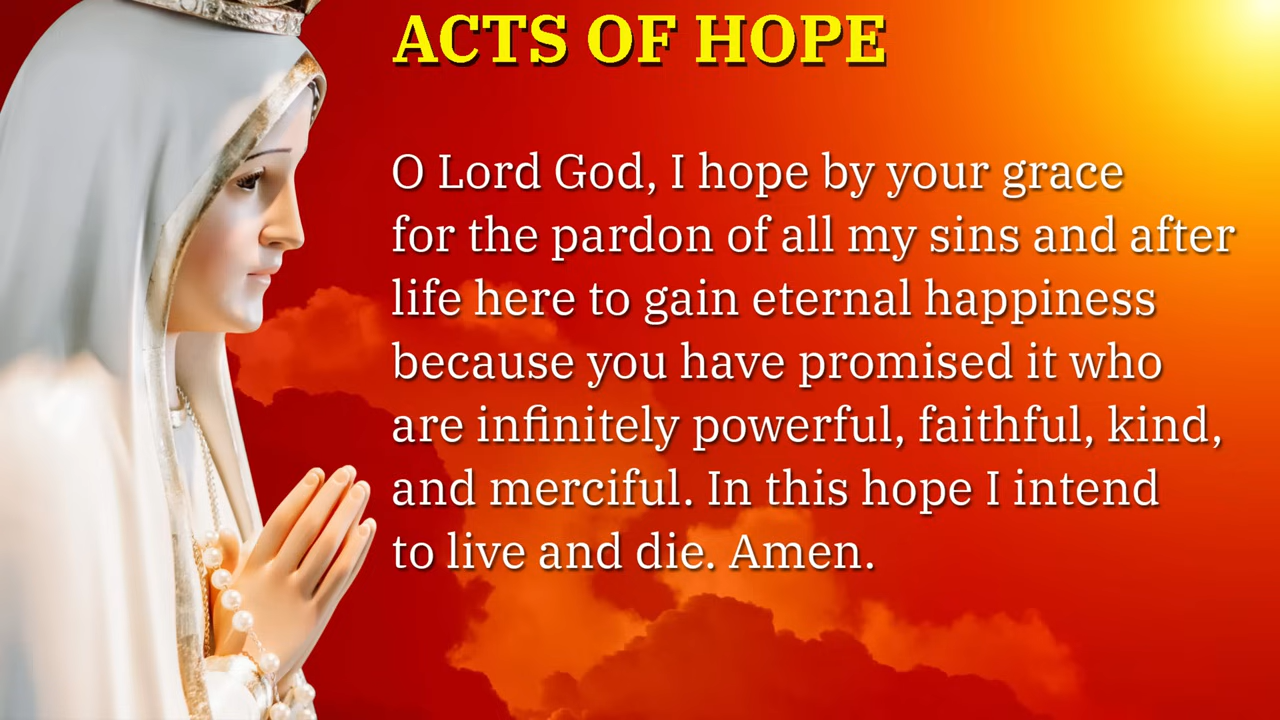 ACTS OF HOPE
O Lord God, I hope by your grace
for the pardon of all my sins and after
life here to gain eternal happiness
because you have promised it who
are infinitely powerful, faithful, kind,
and merciful. In this hope I intend
to live and die. Amen.